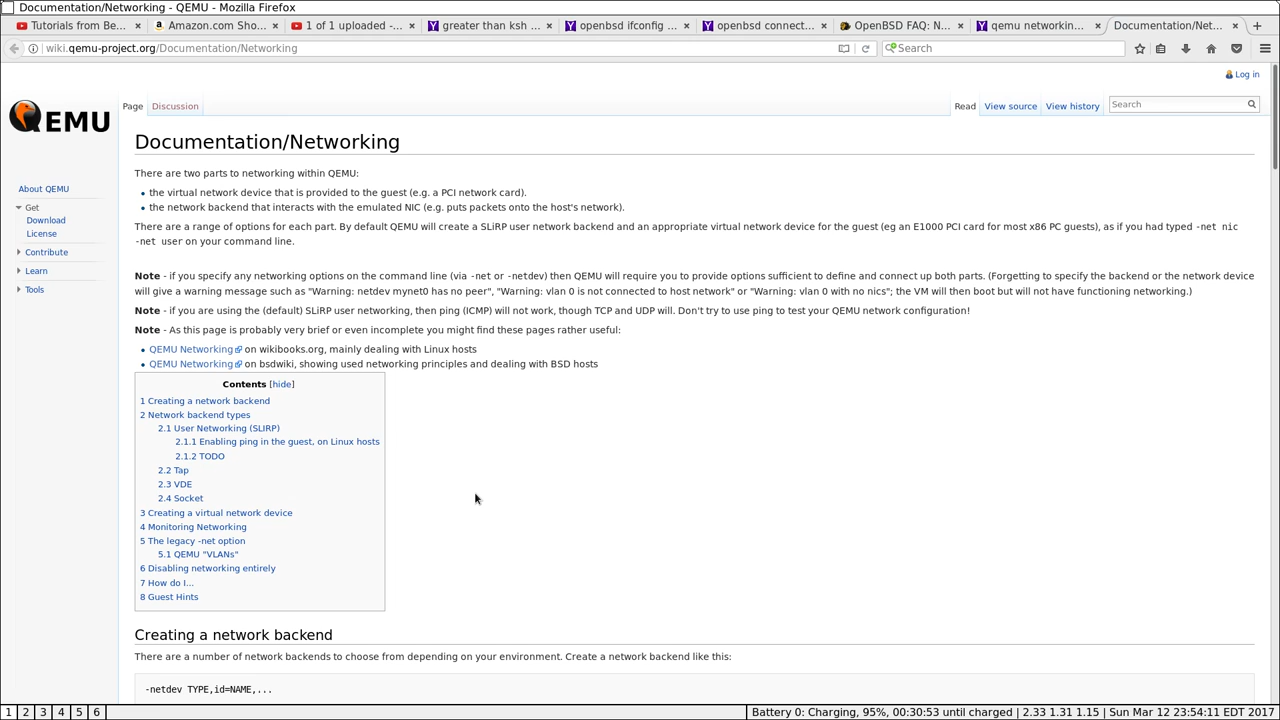 Documentation/Networking - QEMU - Mozilla Firefox
Tutorials from Be... × Amazon.com Sho... × 1 of 1 uploaded -... × greater than ksh ... × openbsd ifconfig ... × openbsd connect... × OpenBSD FAQ: N... × qemu networkin... × Documentation/Net... ×
wiki.qemu-project.org/Documentation/Networking
Search
Log in
QEMU
Page Discussion Read View source View history Search
Documentation/Networking
There are two parts to networking within QEMU:
• the virtual network device that is provided to the guest (e.g. a PCI network card).
• the network backend that interacts with the emulated NIC (e.g. puts packets onto the host's network).
There are a range of options for each part. By default QEMU will create a SLiRP user network backend and an appropriate virtual network device for the guest (eg an E1000 PCI card for most x86 PC guests), as if you had typed -net nic
-net user on your command line.
Note - if you specify any networking options on the command line (via -net or -netdev) then QEMU will require you to provide options sufficient to define and connect up both parts. (Forgetting to specify the backend or the network device
will give a warning message such as "Warning: netdev mynet0 has no peer", "Warning: vlan 0 is not connected to host network" or "Warning: vlan 0 with no nics"; the VM will then boot but will not have functioning networking.)
Note - if you are using the (default) SLiRP user networking, then ping (ICMP) will not work, though TCP and UDP will. Don't try to use ping to test your QEMU network configuration!
Note - As this page is probably very brief or even incomplete you might find these pages rather useful:
• QEMU Networking on wikibooks.org, mainly dealing with Linux hosts
• QEMU Networking on bsdwiki, showing used networking principles and dealing with BSD hosts
About QEMU
Get
Download
License
Contribute
Learn
Tools
Contents [hide]
1 Creating a network backend
2 Network backend types
2.1 User Networking (SLIRP)
2.1.1 Enabling ping in the guest, on Linux hosts
2.1.2 TODO
2.2 Tap
2.3 VDE
2.4 Socket
3 Creating a virtual network device
4 Monitoring Networking
5 The legacy -net option
5.1 QEMU "VLANs"
6 Disabling networking entirely
7 How do I...
8 Guest Hints
Creating a network backend
There are a number of network backends to choose from depending on your environment. Create a network backend like this:
-netdev TYPE,id=NAME,...
1 2 3 4 5 6 Battery 0: Charging, 95%, 00:30:53 until charged | 2.33 1.31 1.15 | Sun Mar 12 23:54:11 EDT 2017